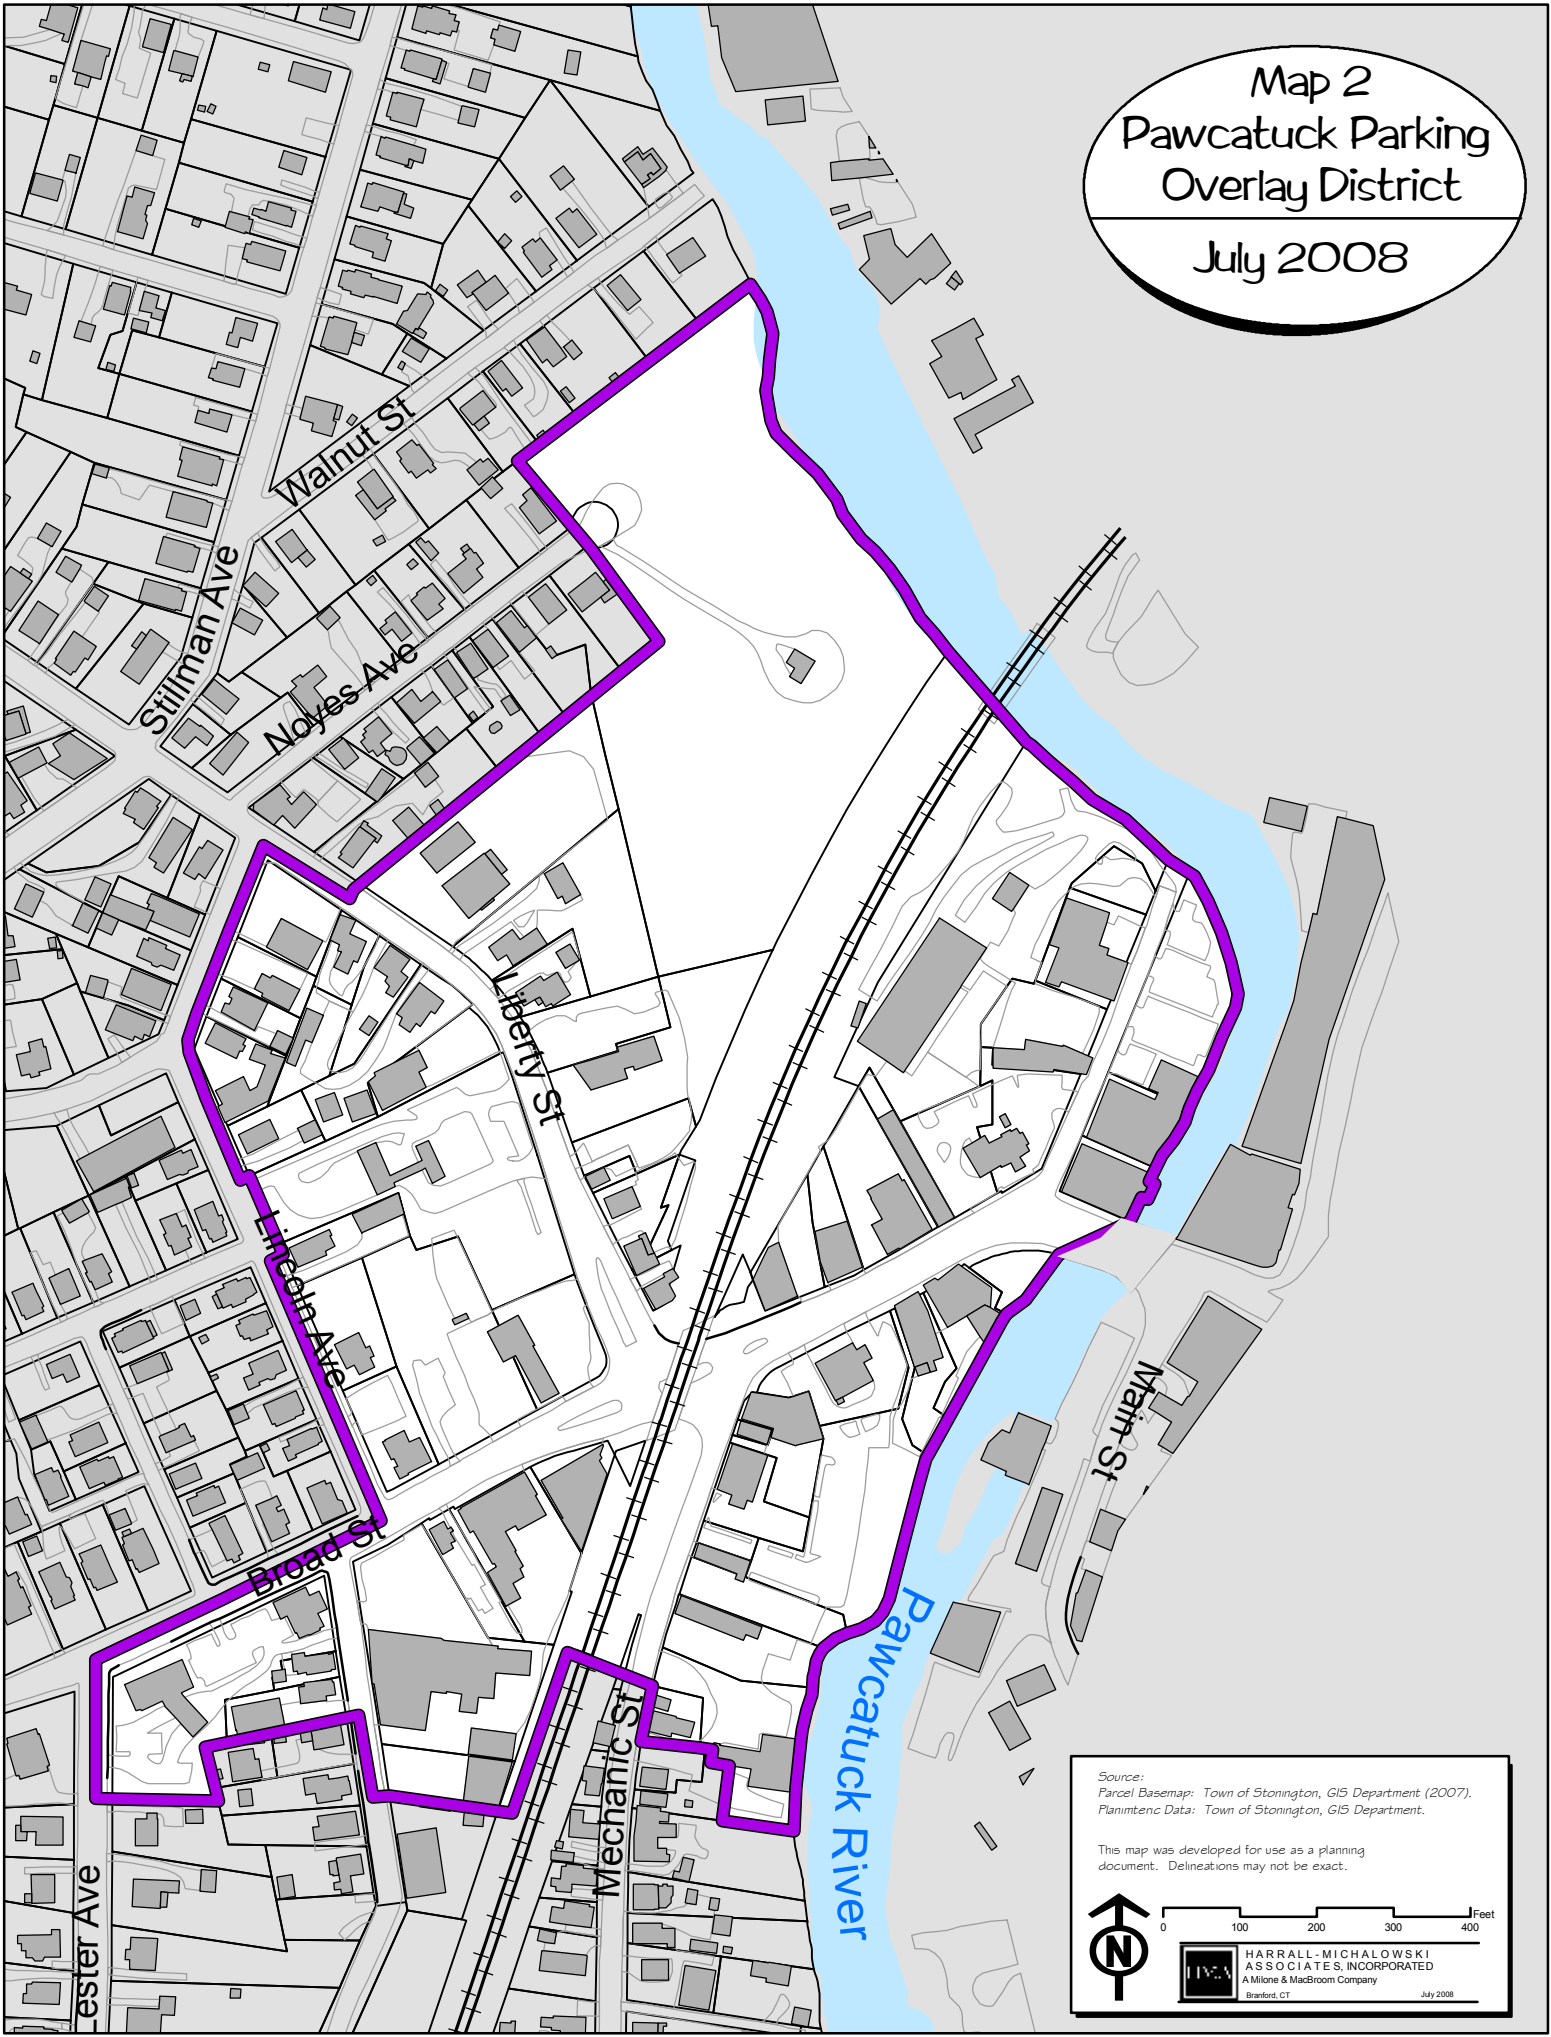 Map 2
Pawcatuck Parking
Overlay District
July 2008
Walnut St
Stillman Ave
Noyes Ave
Liberty St
Lincoln Ave
Main St
Broad St
Pawcatuck River
Mechanic St
Lester Ave
Source:
Parcel Basemap: Town of Stonington, GIS Department (2007).
Planimteric Data: Town of Stonington, GIS Department.
This map was developed for use as a planning
document. Delineations may not be exact.
N
0 100 200 300 400 Feet
HARRALL-MICHALOWSKI
ASSOCIATES, INCORPORATED
A Milone & MacBroom Company
Branford, CT July 2008